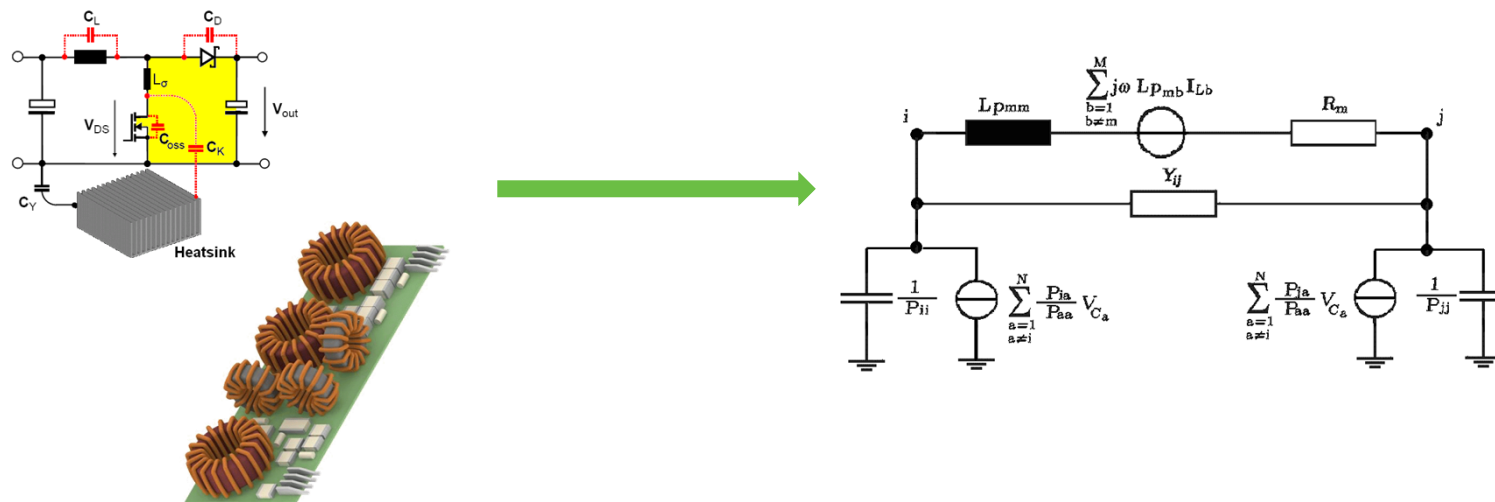 C_L
C_D
L_σ
V_DS
C_oss
C_K
V_out
C_Y
Heatsink
i
Lp_mm
M
∑ jω Lp_mb I_Lb
b=1
b≠m
R_m
j
Y_ij
1
P_ii
N
∑ P_ia/P_aa V_Ca
a=1
a≠i
N
∑ P_ja/P_aa V_Ca
a=1
a≠i
1
P_jj